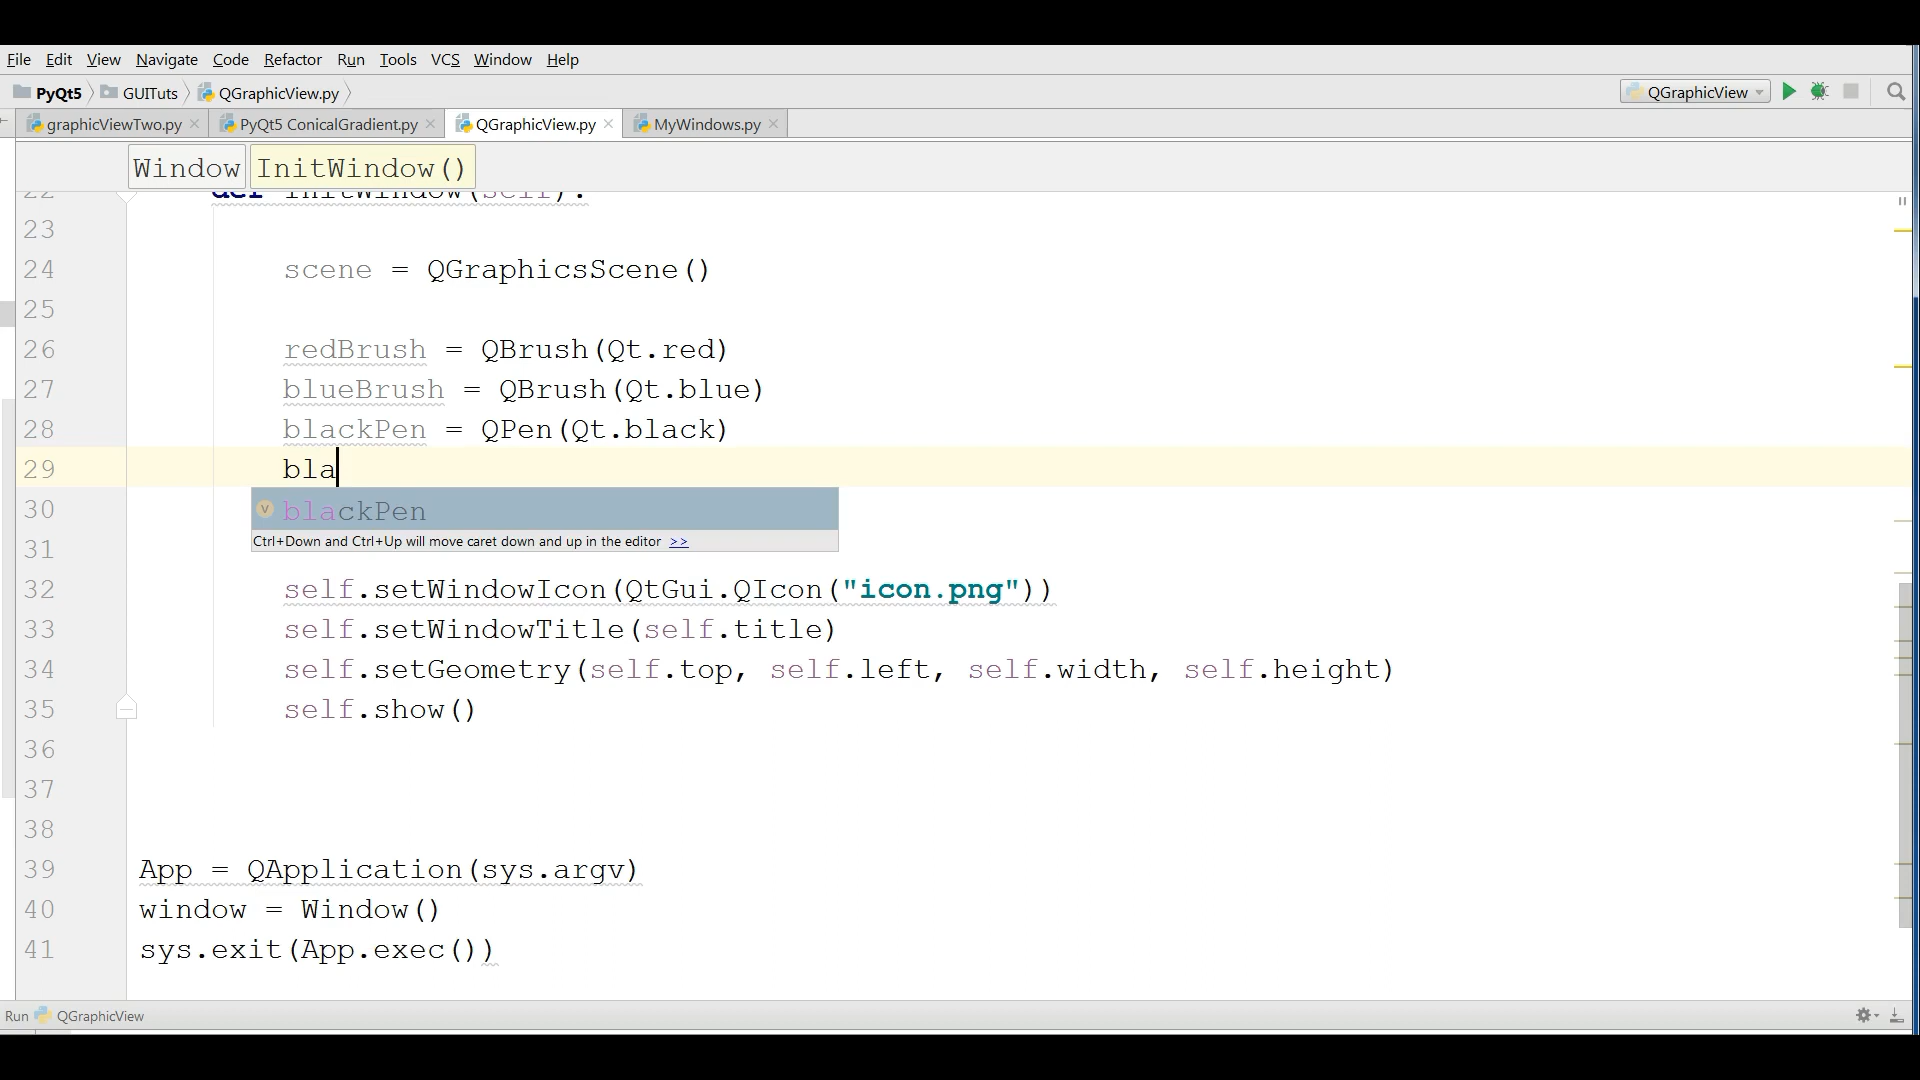 File Edit View Navigate Code Refactor Run Tools VCS Window Help
PyQt5 GUITuts QGraphicView.py QGraphicView
graphicViewTwo.py PyQt5 ConicalGradient.py QGraphicView.py MyWindows.py
Window InitWindow()
22 def InitWindow(self):
23
24 scene = QGraphicsScene()
25
26 redBrush = QBrush(Qt.red)
27 blueBrush = QBrush(Qt.blue)
28 blackPen = QPen(Qt.black)
29 bla
30 blackPen
Ctrl+Down and Ctrl+Up will move caret down and up in the editor >>
31
32 self.setWindowIcon(QtGui.QIcon("icon.png"))
33 self.setWindowTitle(self.title)
34 self.setGeometry(self.top, self.left, self.width, self.height)
35 self.show()
36
37
38
39 App = QApplication(sys.argv)
40 window = Window()
41 sys.exit(App.exec())
Run QGraphicView